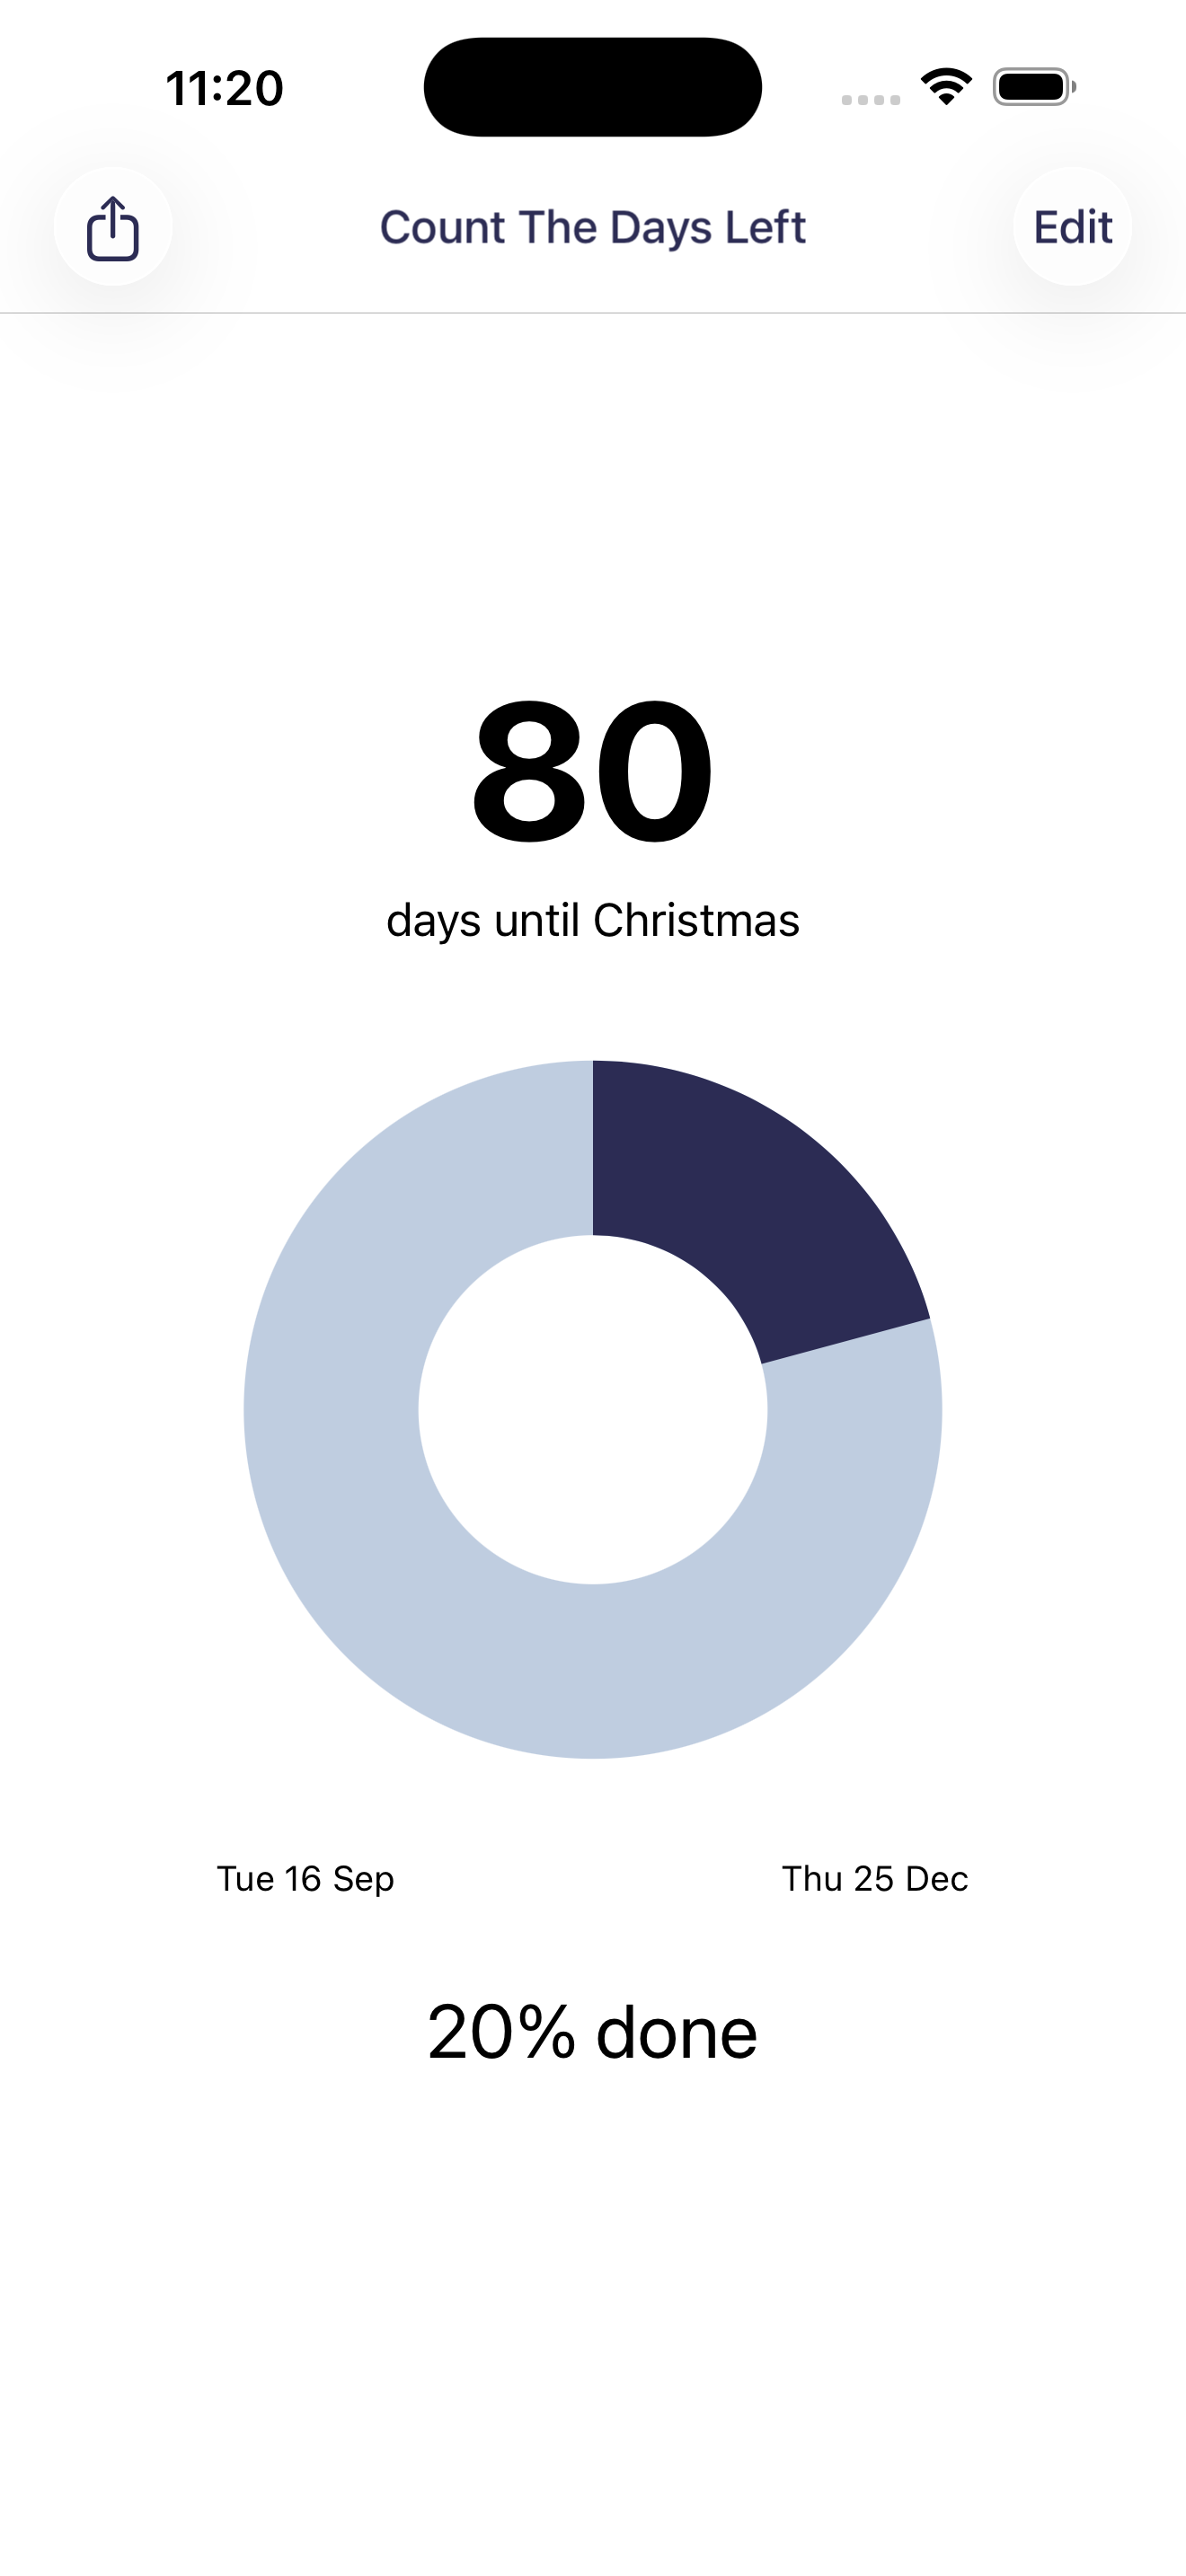 11:20
Count The Days Left
Edit
80
days until Christmas
Tue 16 Sep
Thu 25 Dec
20% done